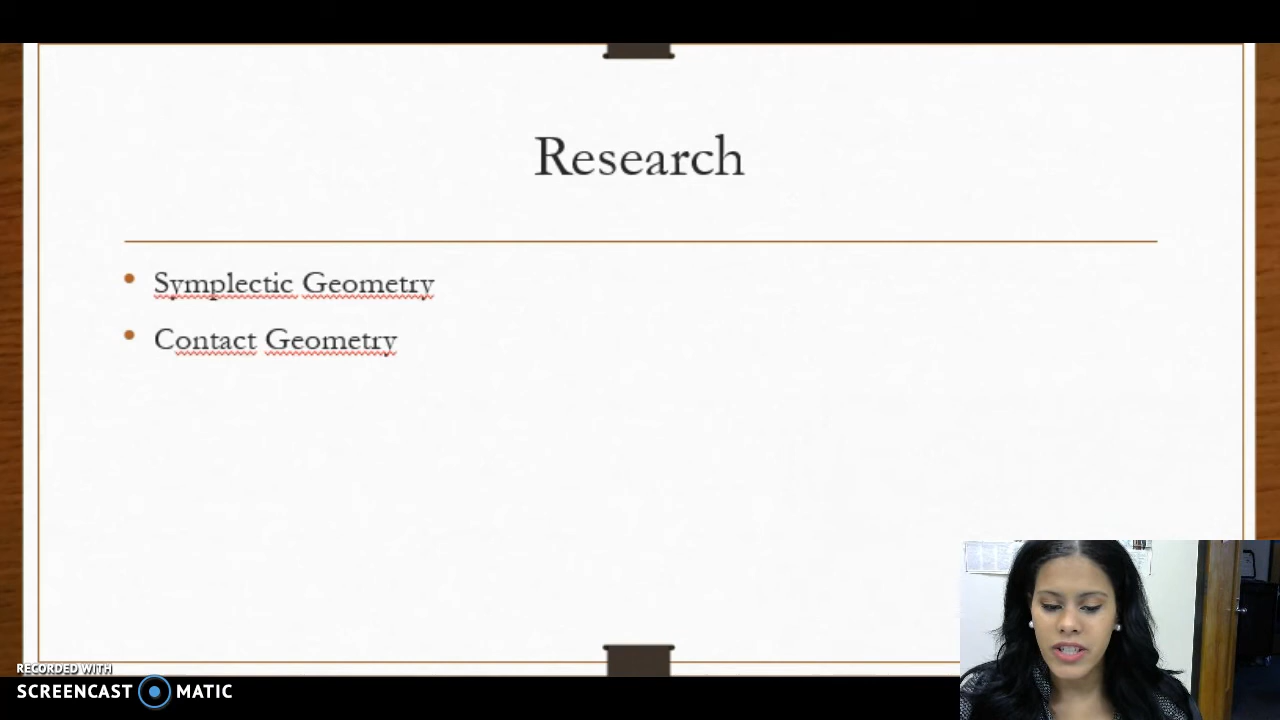 Research
Symplectic Geometry
Contact Geometry
RECORDED WITH
SCREENCAST MATIC